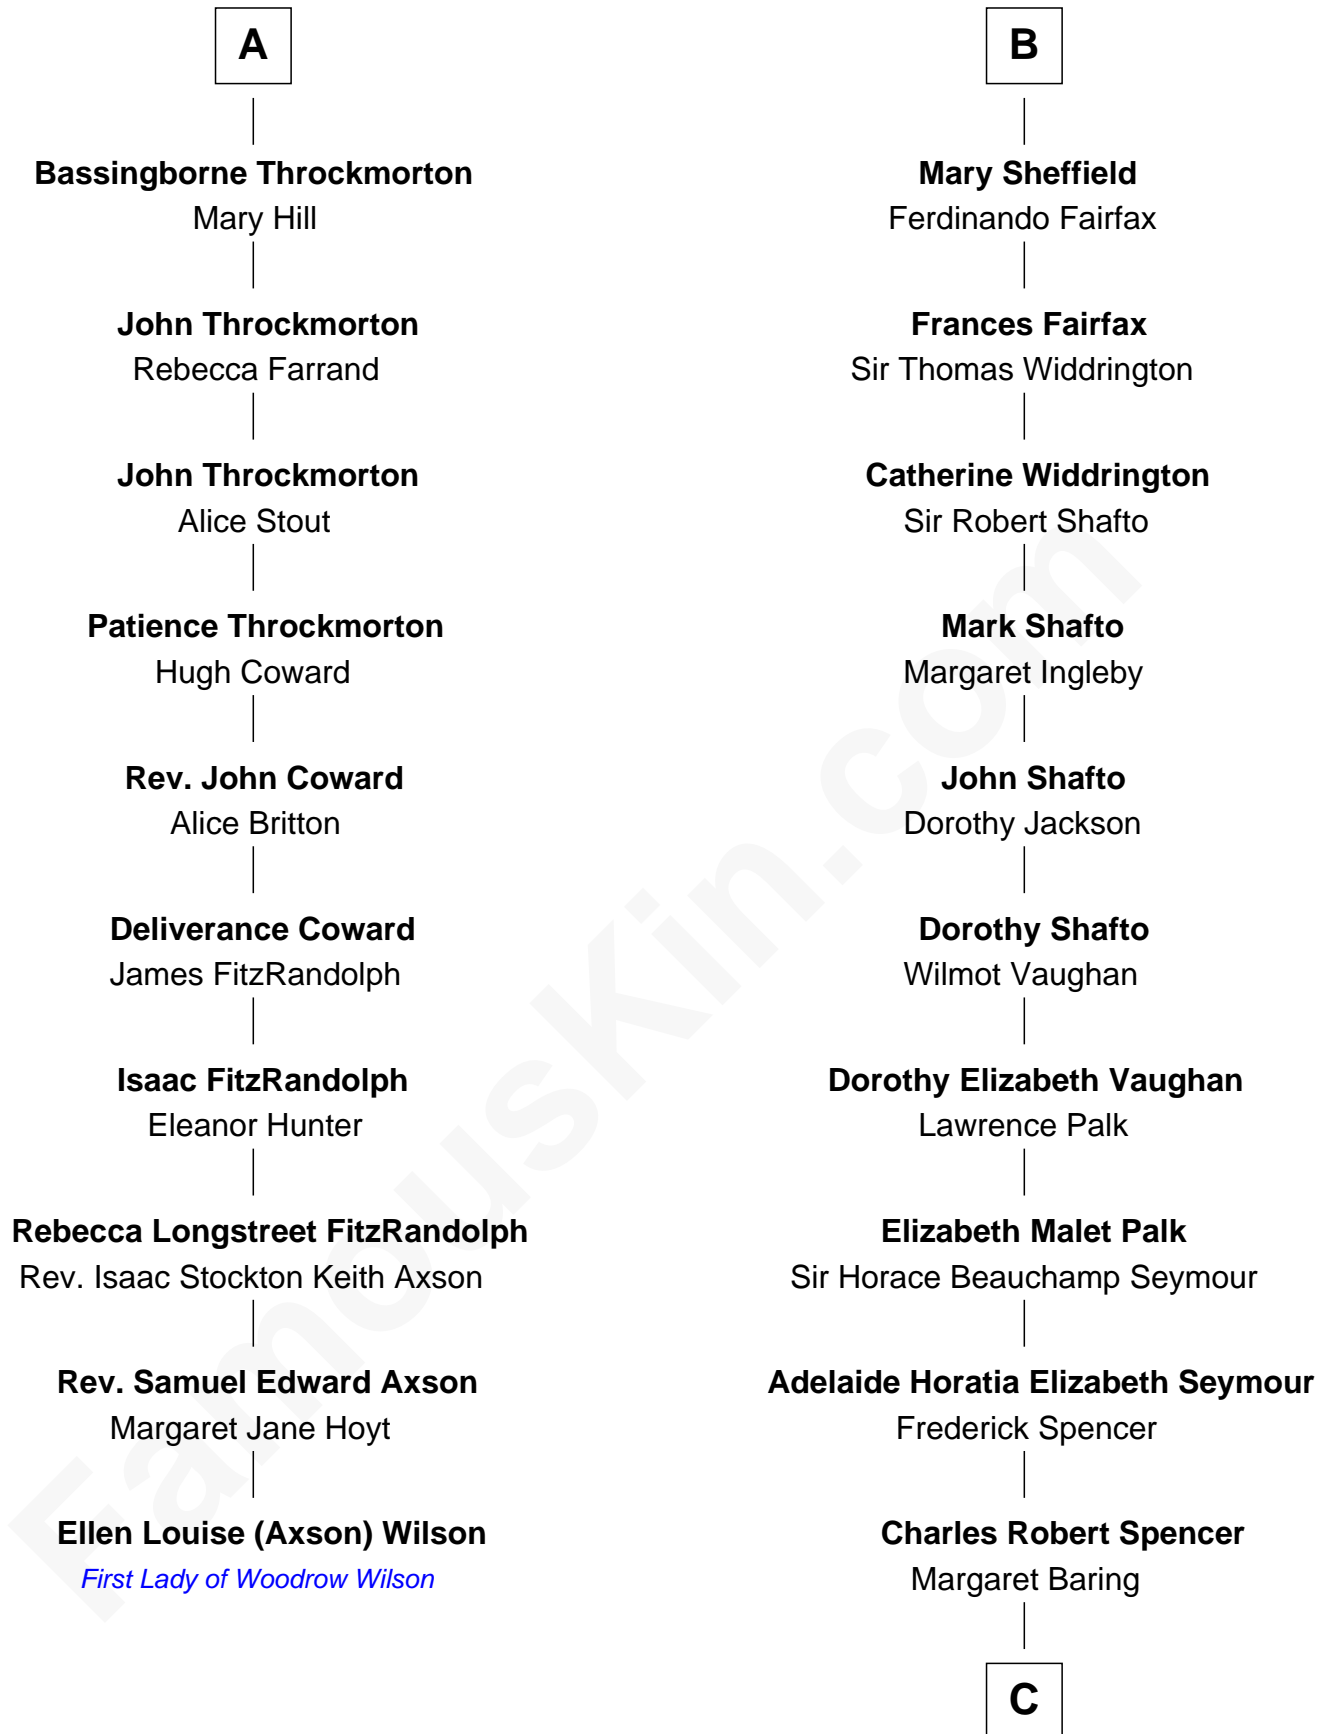 A
Bassingborne Throckmorton
Mary Hill
John Throckmorton
Rebecca Farrand
John Throckmorton
Alice Stout
Patience Throckmorton
Hugh Coward
Rev. John Coward
Alice Britton
Deliverance Coward
James FitzRandolph
Isaac FitzRandolph
Eleanor Hunter
Rebecca Longstreet FitzRandolph
Rev. Isaac Stockton Keith Axson
Rev. Samuel Edward Axson
Margaret Jane Hoyt
Ellen Louise (Axson) Wilson
First Lady of Woodrow Wilson
B
Mary Sheffield
Ferdinando Fairfax
Frances Fairfax
Sir Thomas Widdrington
Catherine Widdrington
Sir Robert Shafto
Mark Shafto
Margaret Ingleby
John Shafto
Dorothy Jackson
Dorothy Shafto
Wilmot Vaughan
Dorothy Elizabeth Vaughan
Lawrence Palk
Elizabeth Malet Palk
Sir Horace Beauchamp Seymour
Adelaide Horatia Elizabeth Seymour
Frederick Spencer
Charles Robert Spencer
Margaret Baring
C
FamousKin.com